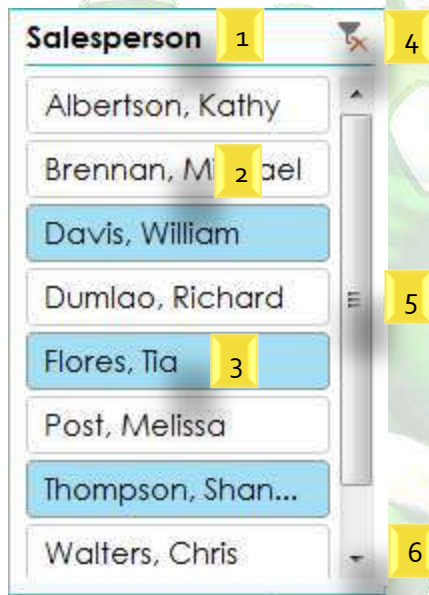 Salesperson 1 4
Albertson, Kathy
Brennan, Mi 2 ael
Davis, William
Dumlao, Richard
5
Flores, Tia 3
Post, Melissa
Thompson, Shan...
Walters, Chris 6